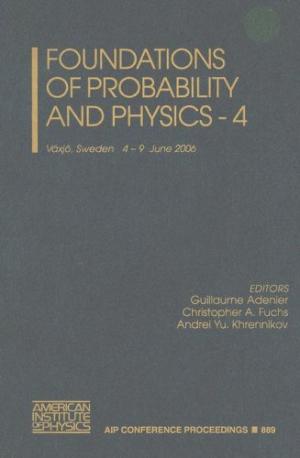 FOUNDATIONS
OF PROBABILITY
AND PHYSICS - 4
Växjö, Sweden 4 – 9 June 2006
EDITORS
Guillaume Adenier
Christopher A. Fuchs
Andrei Yu. Khrennikov
AMERICAN
INSTITUTE
OF PHYSICS
AIP CONFERENCE PROCEEDINGS ■ 889